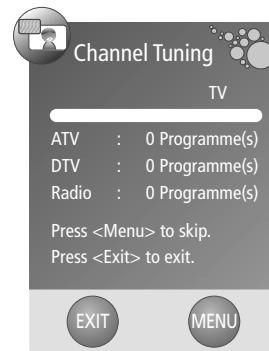 Channel Tuning
TV
ATV : 0 Programme(s)
DTV : 0 Programme(s)
Radio : 0 Programme(s)
Press <Menu> to skip.
Press <Exit> to exit.
EXIT MENU